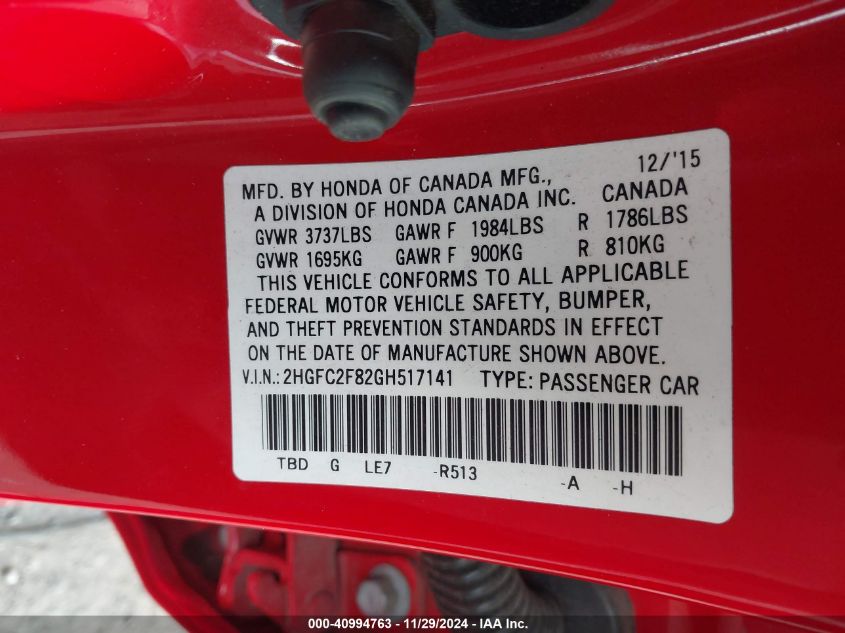 12/'15
MFD. BY HONDA OF CANADA MFG.,
A DIVISION OF HONDA CANADA INC. CANADA
GVWR 3737LBS GAWR F 1984LBS R 1786LBS
GVWR 1695KG GAWR F 900KG R 810KG
THIS VEHICLE CONFORMS TO ALL APPLICABLE
FEDERAL MOTOR VEHICLE SAFETY, BUMPER,
AND THEFT PREVENTION STANDARDS IN EFFECT
ON THE DATE OF MANUFACTURE SHOWN ABOVE.
V.I.N.: 2HGFC2F82GH517141 TYPE: PASSENGER CAR
TBD G LE7 -R513 -A -H
000-40994763 - 11/29/2024 - IAA Inc.